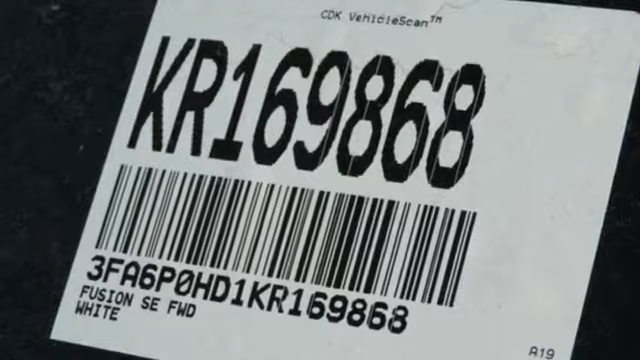 CDK VehicleScan™
KR169868
3FA6P0HD1KR169868
FUSION SE FWD
WHITE
A19